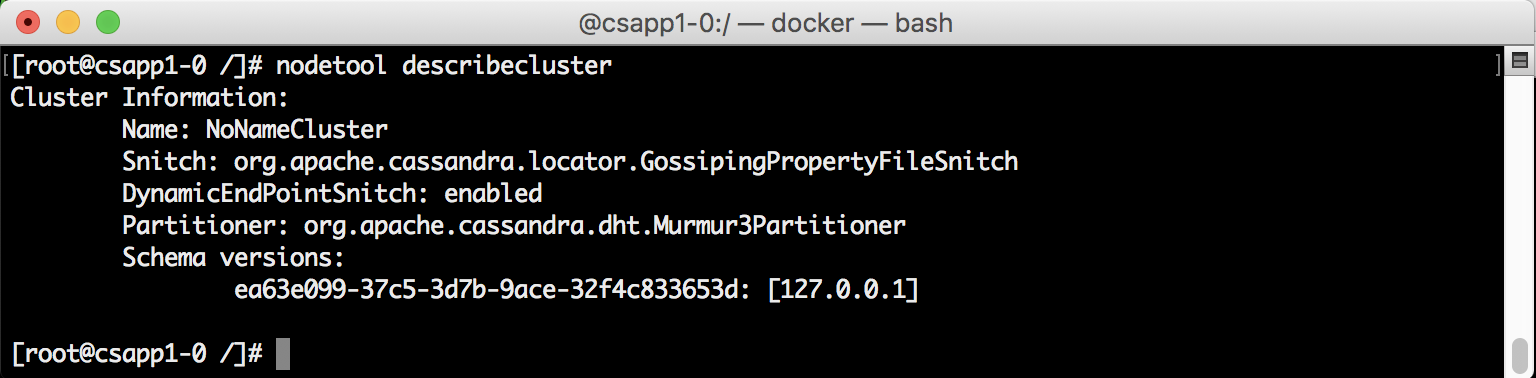 @csapp1-0:/ — docker — bash
[root@csapp1-0 /]# nodetool describecluster
Cluster Information:
Name: NoNameCluster
Snitch: org.apache.cassandra.locator.GossipingPropertyFileSnitch
DynamicEndPointSnitch: enabled
Partitioner: org.apache.cassandra.dht.Murmur3Partitioner
Schema versions:
ea63e099-37c5-3d7b-9ace-32f4c833653d: [127.0.0.1]
[root@csapp1-0 /]#